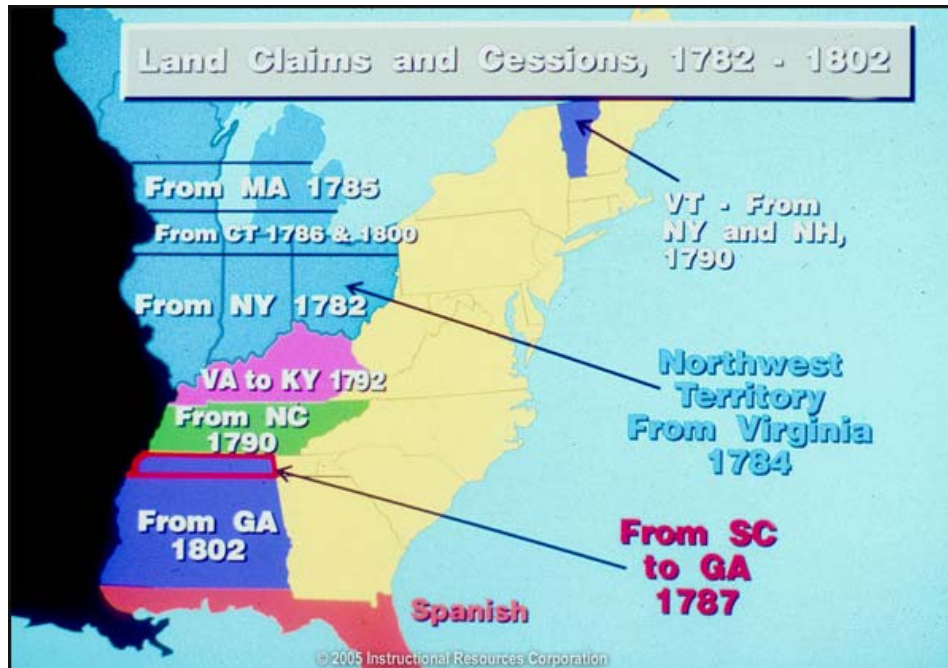 Land Claims and Cessions, 1782 - 1802
From MA 1785
From CT 1786 & 1800
From NY 1782
VT - From
NY and NH,
1790
VA to KY 1792
Northwest
Territory
From Virginia
1784
From NC
1790
From GA
1802
From SC
to GA
1787
Spanish
© 2005 Instructional Resources Corporation